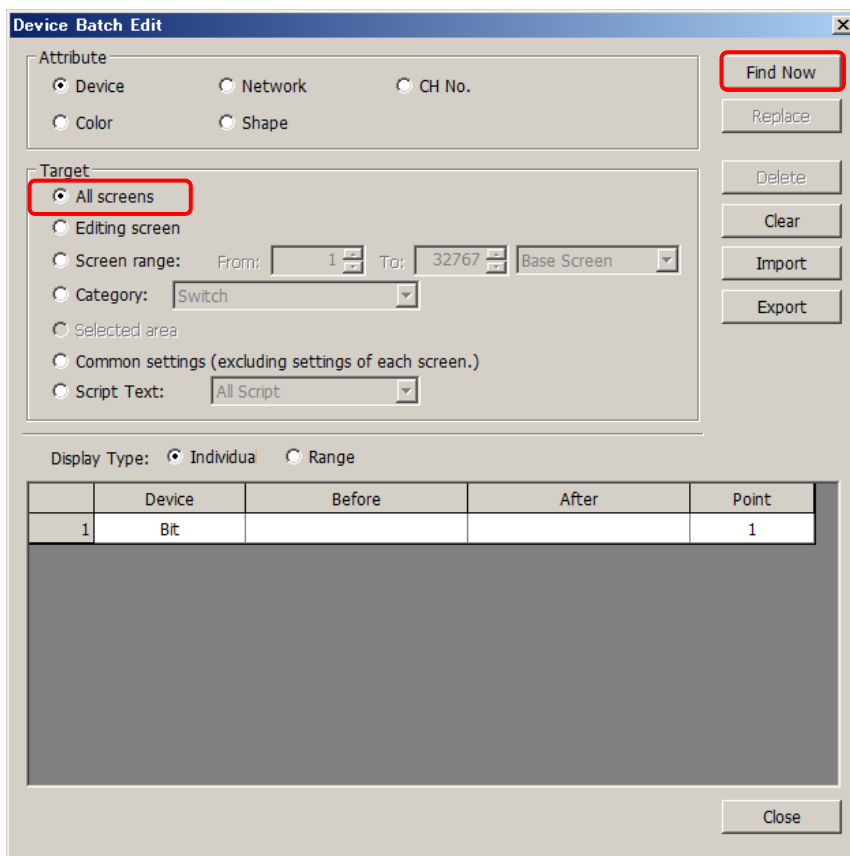 Device Batch Edit
Attribute
Device Network CH No.
Color Shape
Find Now
Replace
Target
All screens
Editing screen
Screen range: From: 1 To: 32767 Base Screen
Category: Switch
Selected area
Common settings (excluding settings of each screen.)
Script Text: All Script
Delete
Clear
Import
Export
Display Type: Individual Range
Device Before After Point
1 Bit 1
Close